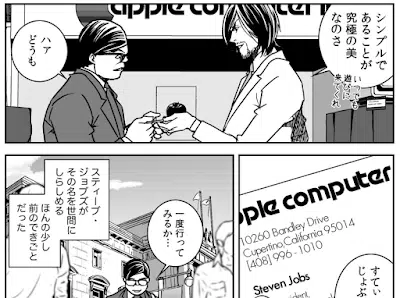 apple computer
シンプルで
あることが
究極の美
なのさ
いつでも
遊びに
来てくれ
ハア
どうも
apple computer
10260 Bandley Drive
Cupertino, California 95014
(408) 996-1010
Steven Jobs
すてぃ
じょぶ
一度行って
みるか…
スティーブ・
ジョブズが
その名を世間に
しらしめる
ほんの少し
前のできごと
だった